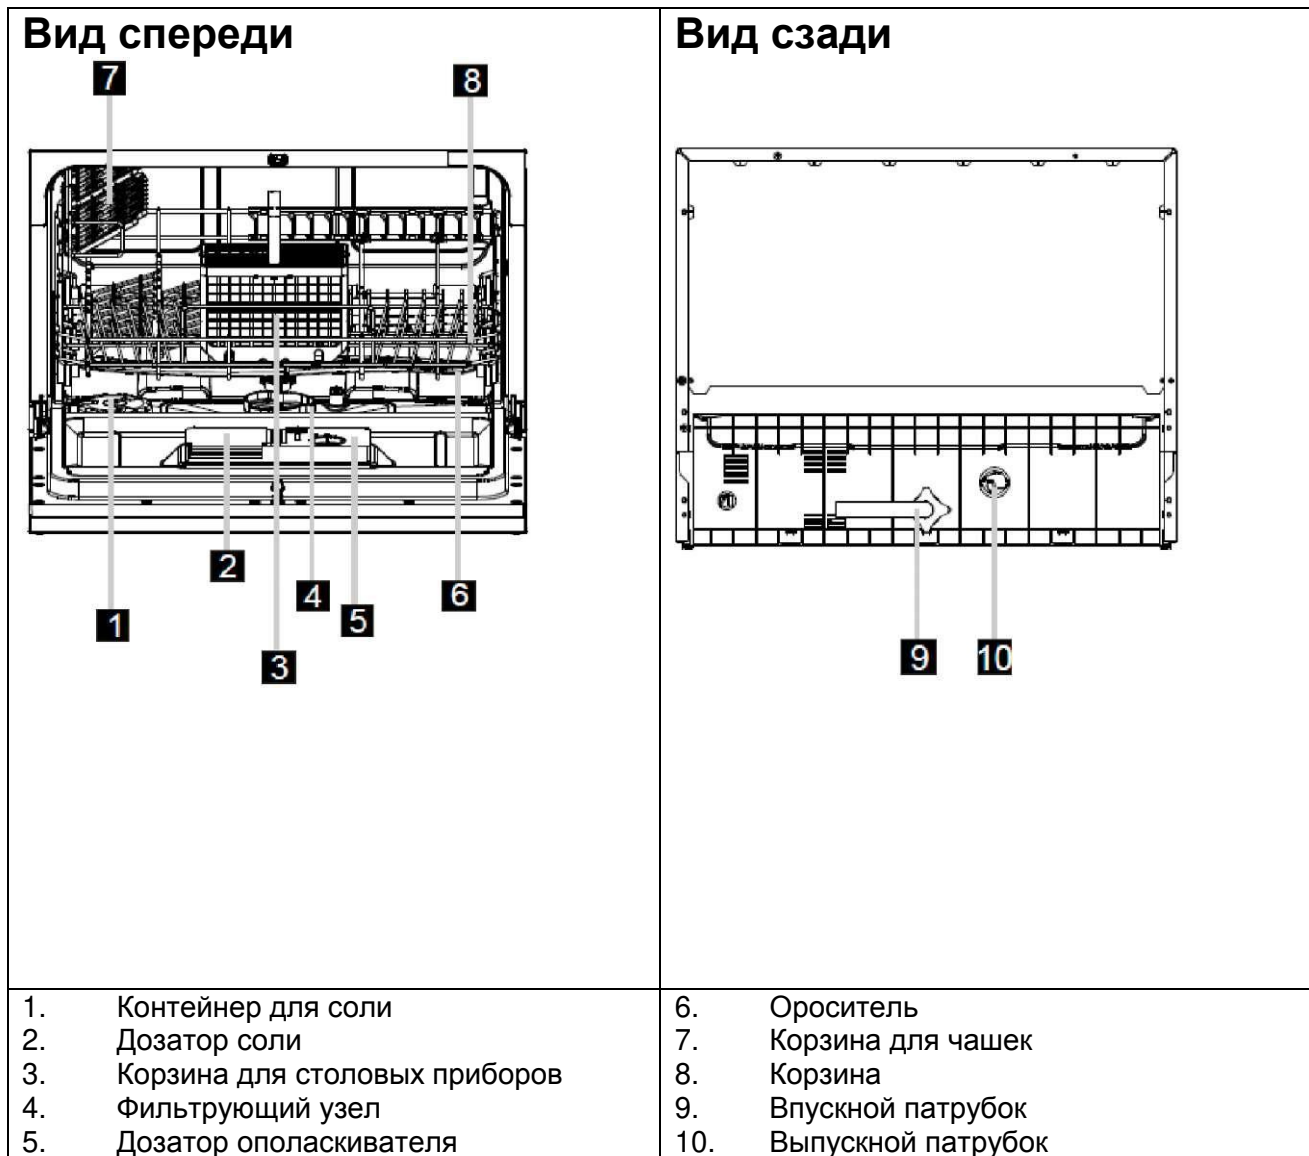 Вид спереди
7
8
2
4
6
1
5
3
Вид сзади
9
10
1. Контейнер для соли
2. Дозатор соли
3. Корзина для столовых приборов
4. Фильтрующий узел
5. Дозатор ополаскивателя
6. Ороситель
7. Корзина для чашек
8. Корзина
9. Впускной патрубок
10. Выпускной патрубок